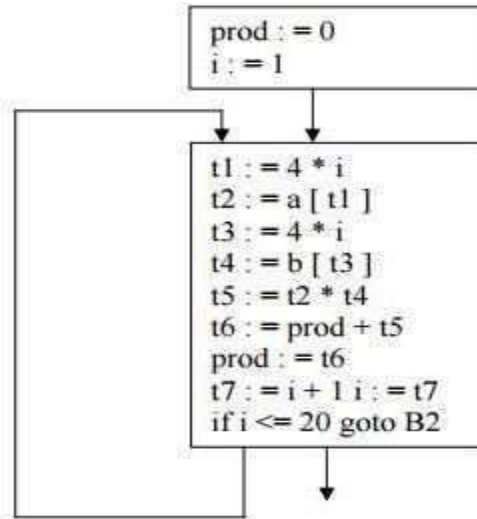 prod : = 0
i : = 1
t1 : = 4 * i
t2 : = a [ t1 ]
t3 : = 4 * i
t4 : = b [ t3 ]
t5 : = t2 * t4
t6 : = prod + t5
prod : = t6
t7 : = i + 1 i : = t7
if i <= 20 goto B2